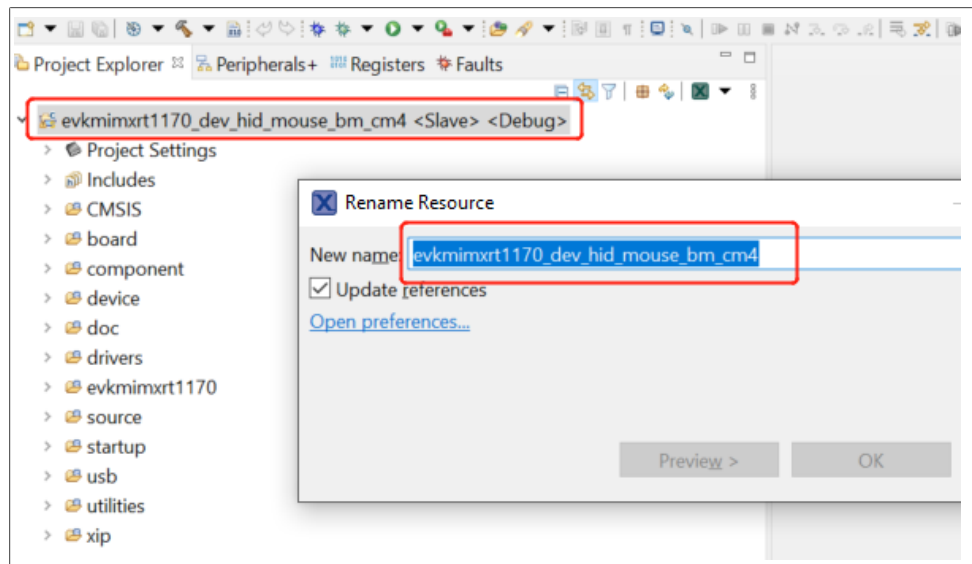 Project Explorer Peripherals+ Registers Faults
evkmimxrt1170_dev_hid_mouse_bm_cm4 <Slave> <Debug>
Project Settings
Includes
CMSIS
board
component
device
doc
drivers
evkmimxrt1170
source
startup
usb
utilities
xip
Rename Resource
New name: evkmimxrt1170_dev_hid_mouse_bm_cm4
Update references
Open preferences...
Preview >
OK